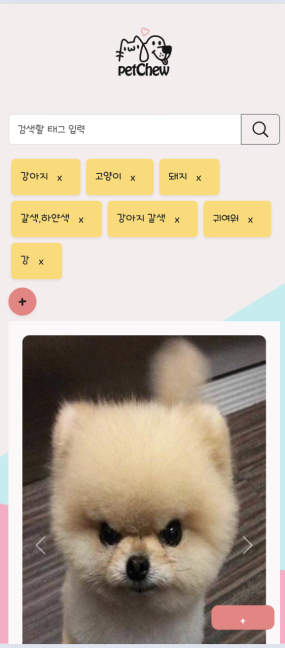 petChew
검색할 태그 입력
강아지 x 고양이 x 돼지 x
갈색,하얀색 x 강아지 갈색 x 귀여워 x
강 x
+
+